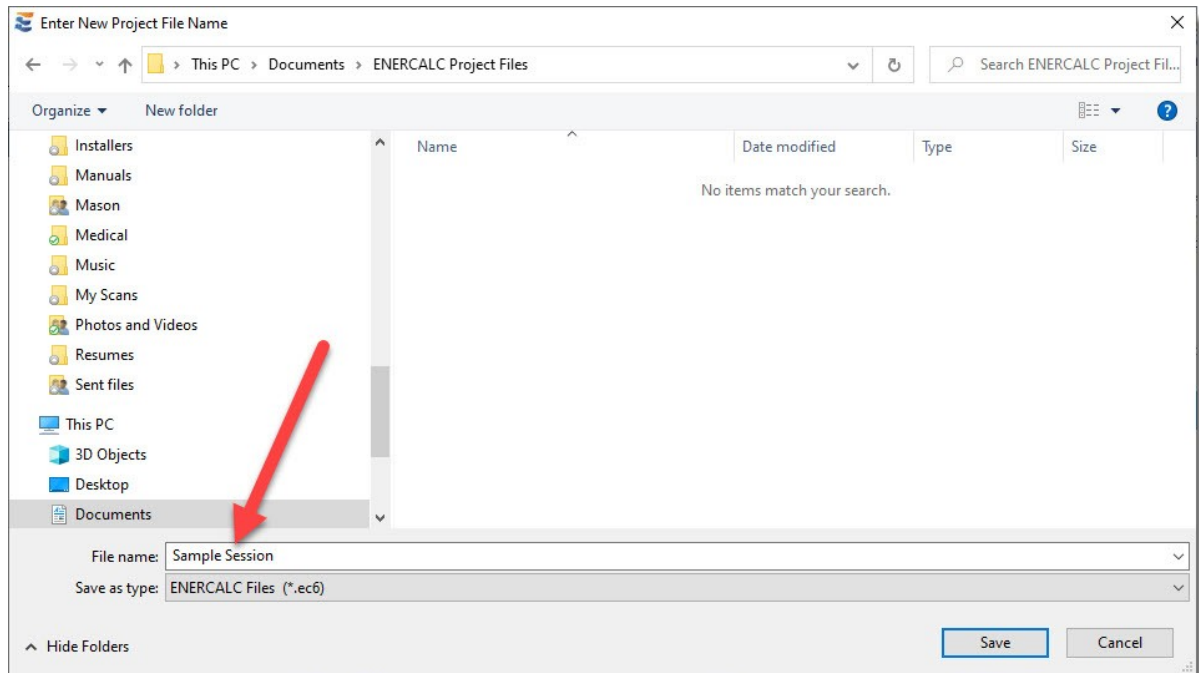 Enter New Project File Name
This PC > Documents > ENERCALC Project Files
Search ENERCALC Project Fil...
Organize
New folder
Installers
Manuals
Mason
Medical
Music
My Scans
Photos and Videos
Resumes
Sent files
This PC
3D Objects
Desktop
Documents
Name Date modified Type Size
No items match your search.
File name: Sample Session
Save as type: ENERCALC Files (*.ec6)
Hide Folders
Save
Cancel